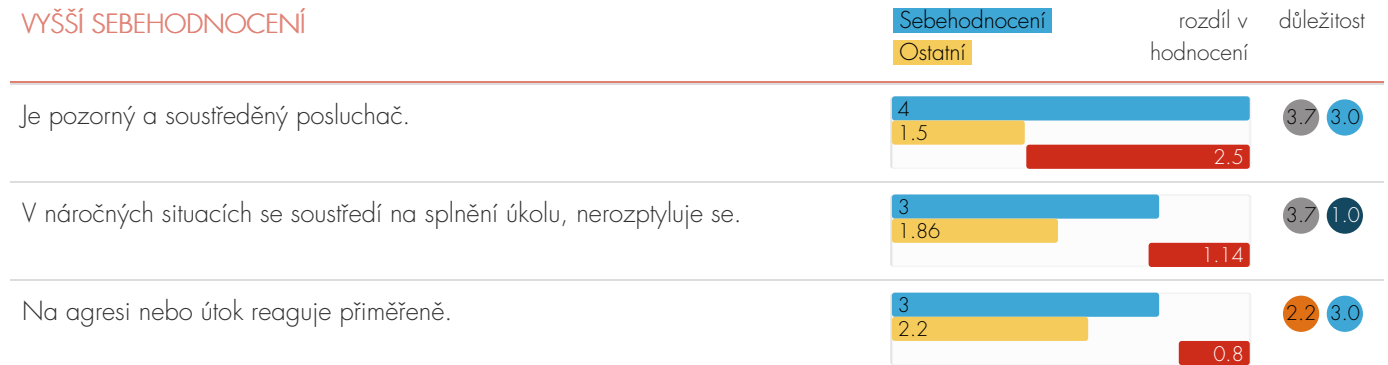 VYŠŠÍ SEBEHODNOCENÍ
Sebehodnocení rozdíl v důležitost
Ostatní hodnocení
Je pozorný a soustředěný posluchač.
4
1.5
2.5
3.7 3.0
V náročných situacích se soustředí na splnění úkolu, nerozptyluje se.
3
1.86
1.14
3.7 1.0
Na agresi nebo útok reaguje přiměřeně.
3
2.2
0.8
2.2 3.0